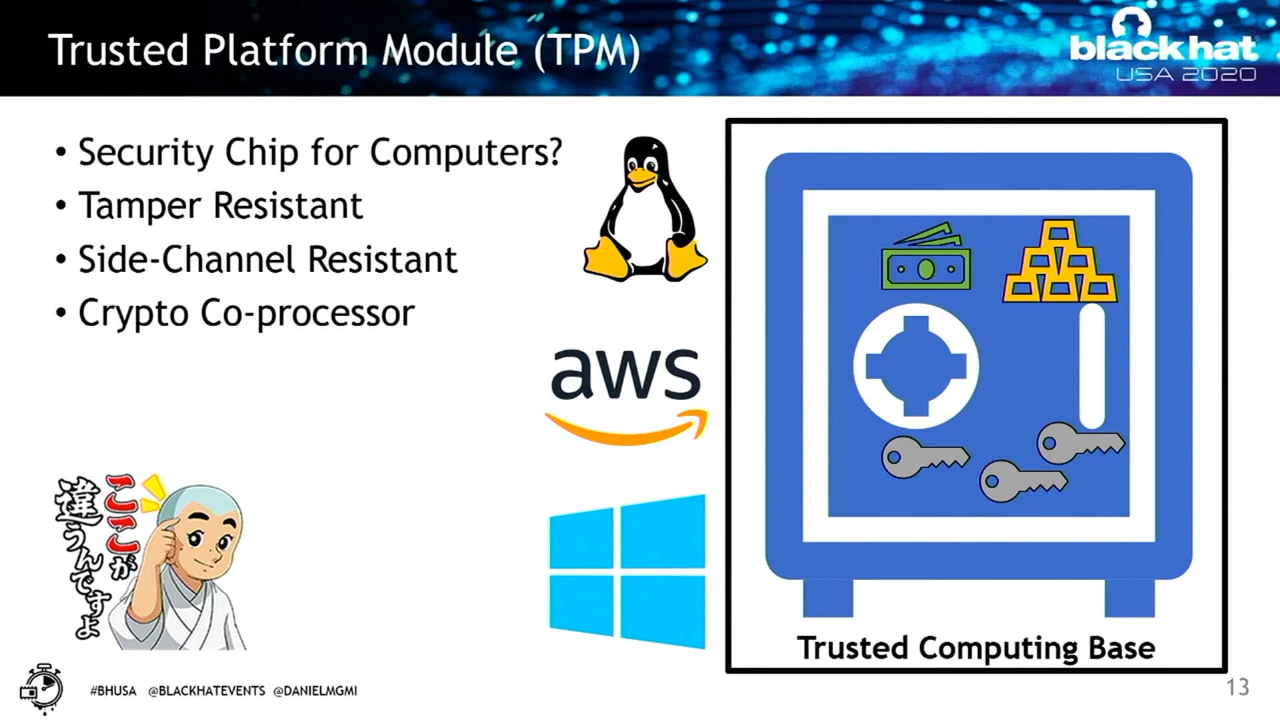 Trusted Platform Module (TPM)
black hat
USA 2020
• Security Chip for Computers?
• Tamper Resistant
• Side-Channel Resistant
• Crypto Co-processor
aws
ここが
違うんですよ
Trusted Computing Base
#BHUSA @BLACKHATEVENTS @DANIELMGMI
13